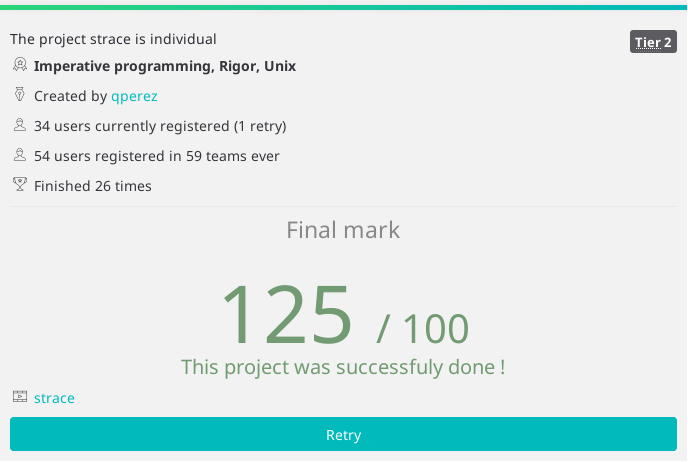 The project strace is individual
Tier 2
Imperative programming, Rigor, Unix
Created by qperez
34 users currently registered (1 retry)
54 users registered in 59 teams ever
Finished 26 times
Final mark
125 / 100
This project was successfuly done !
strace
Retry